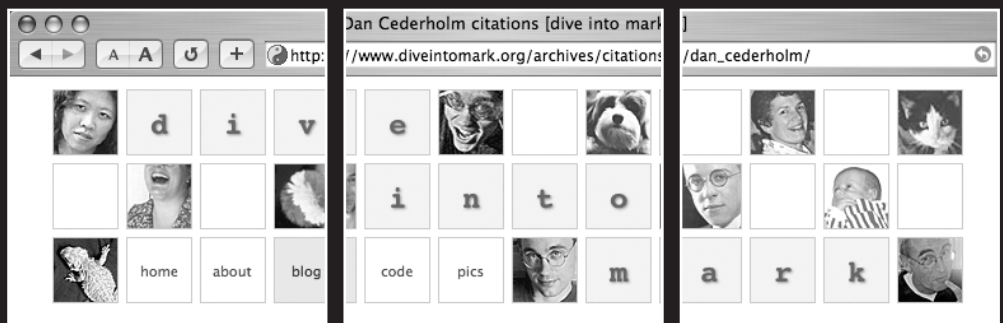 Dan Cederholm citations [dive into mark]
A A + http://www.diveintomark.org/archives/citations/dan_cederholm/
d i v e
i n t o
home about blog code pics m a r k